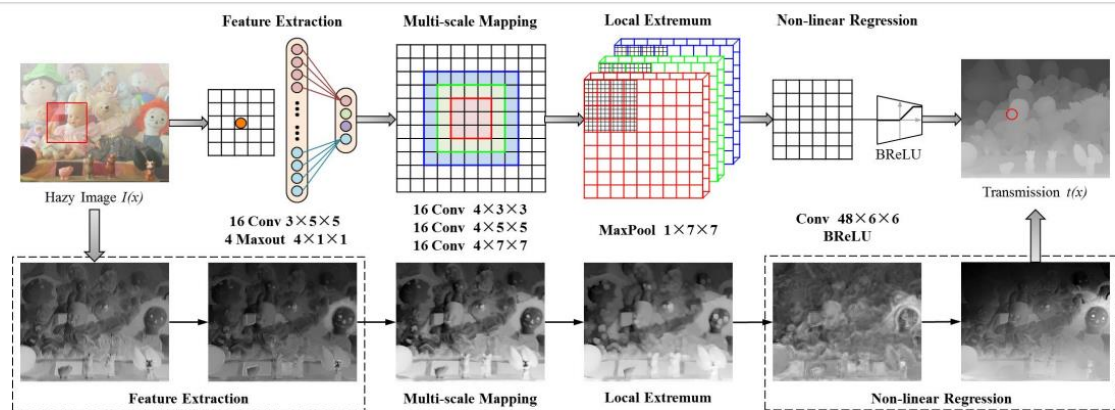 Feature Extraction
Multi-scale Mapping
Local Extremum
Non-linear Regression
BReLU
Hazy Image I(x)
Transmission t(x)
16 Conv 3×5×5
4 Maxout 4×1×1
16 Conv 4×3×3
16 Conv 4×5×5
16 Conv 4×7×7
MaxPool 1×7×7
Conv 48×6×6
BReLU
Feature Extraction
Multi-scale Mapping
Local Extremum
Non-linear Regression